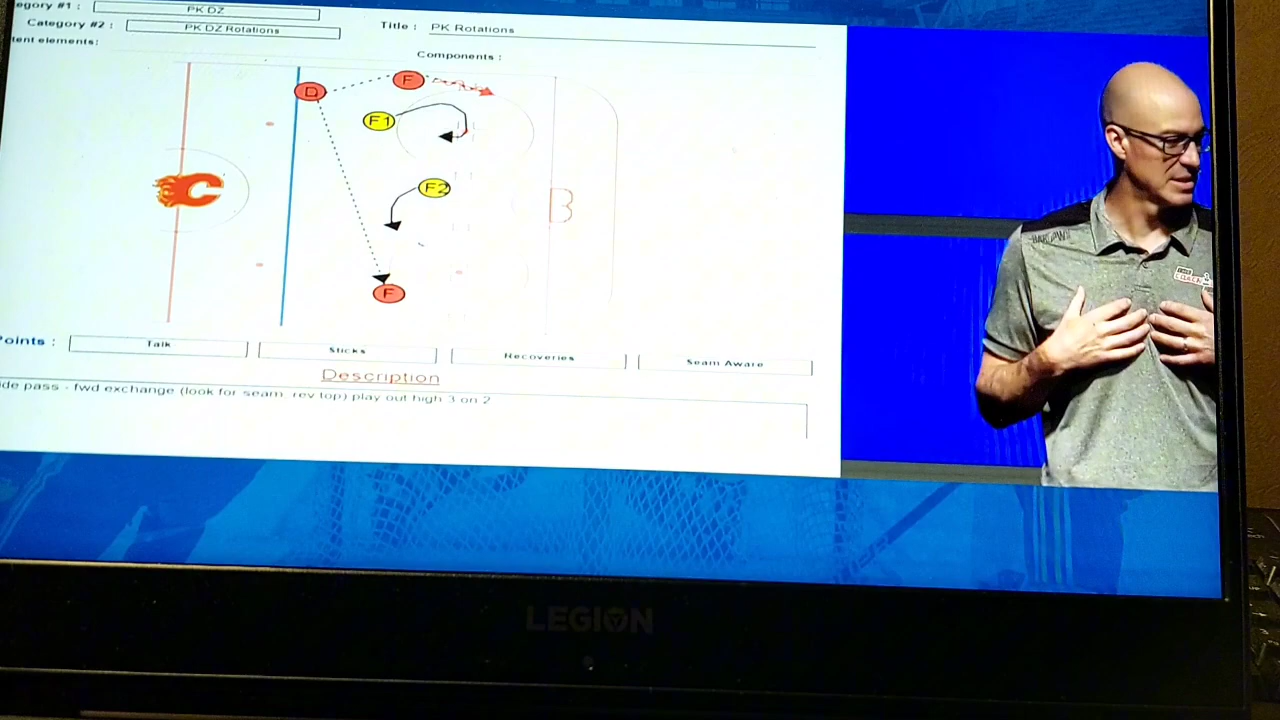 egory #1 : PK DZ
Category #2 : PK DZ Rotations
Title : PK Rotations
tent elements:
Components :
D
F
F1
F2
F
C
Points : Talk Sticks Recoveries Seam Aware
Description
ide pass - fwd exchange (look for seam rev top) play out high 3 on 2
THE
COACH
LEGION